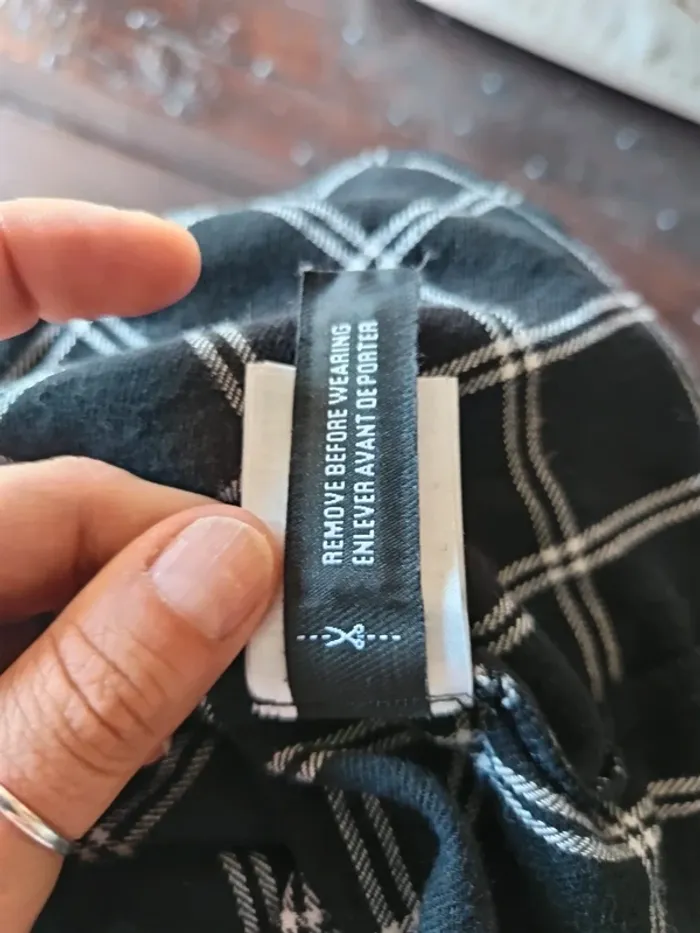 REMOVE BEFORE WEARING
ENLEVER AVANT DE PORTER